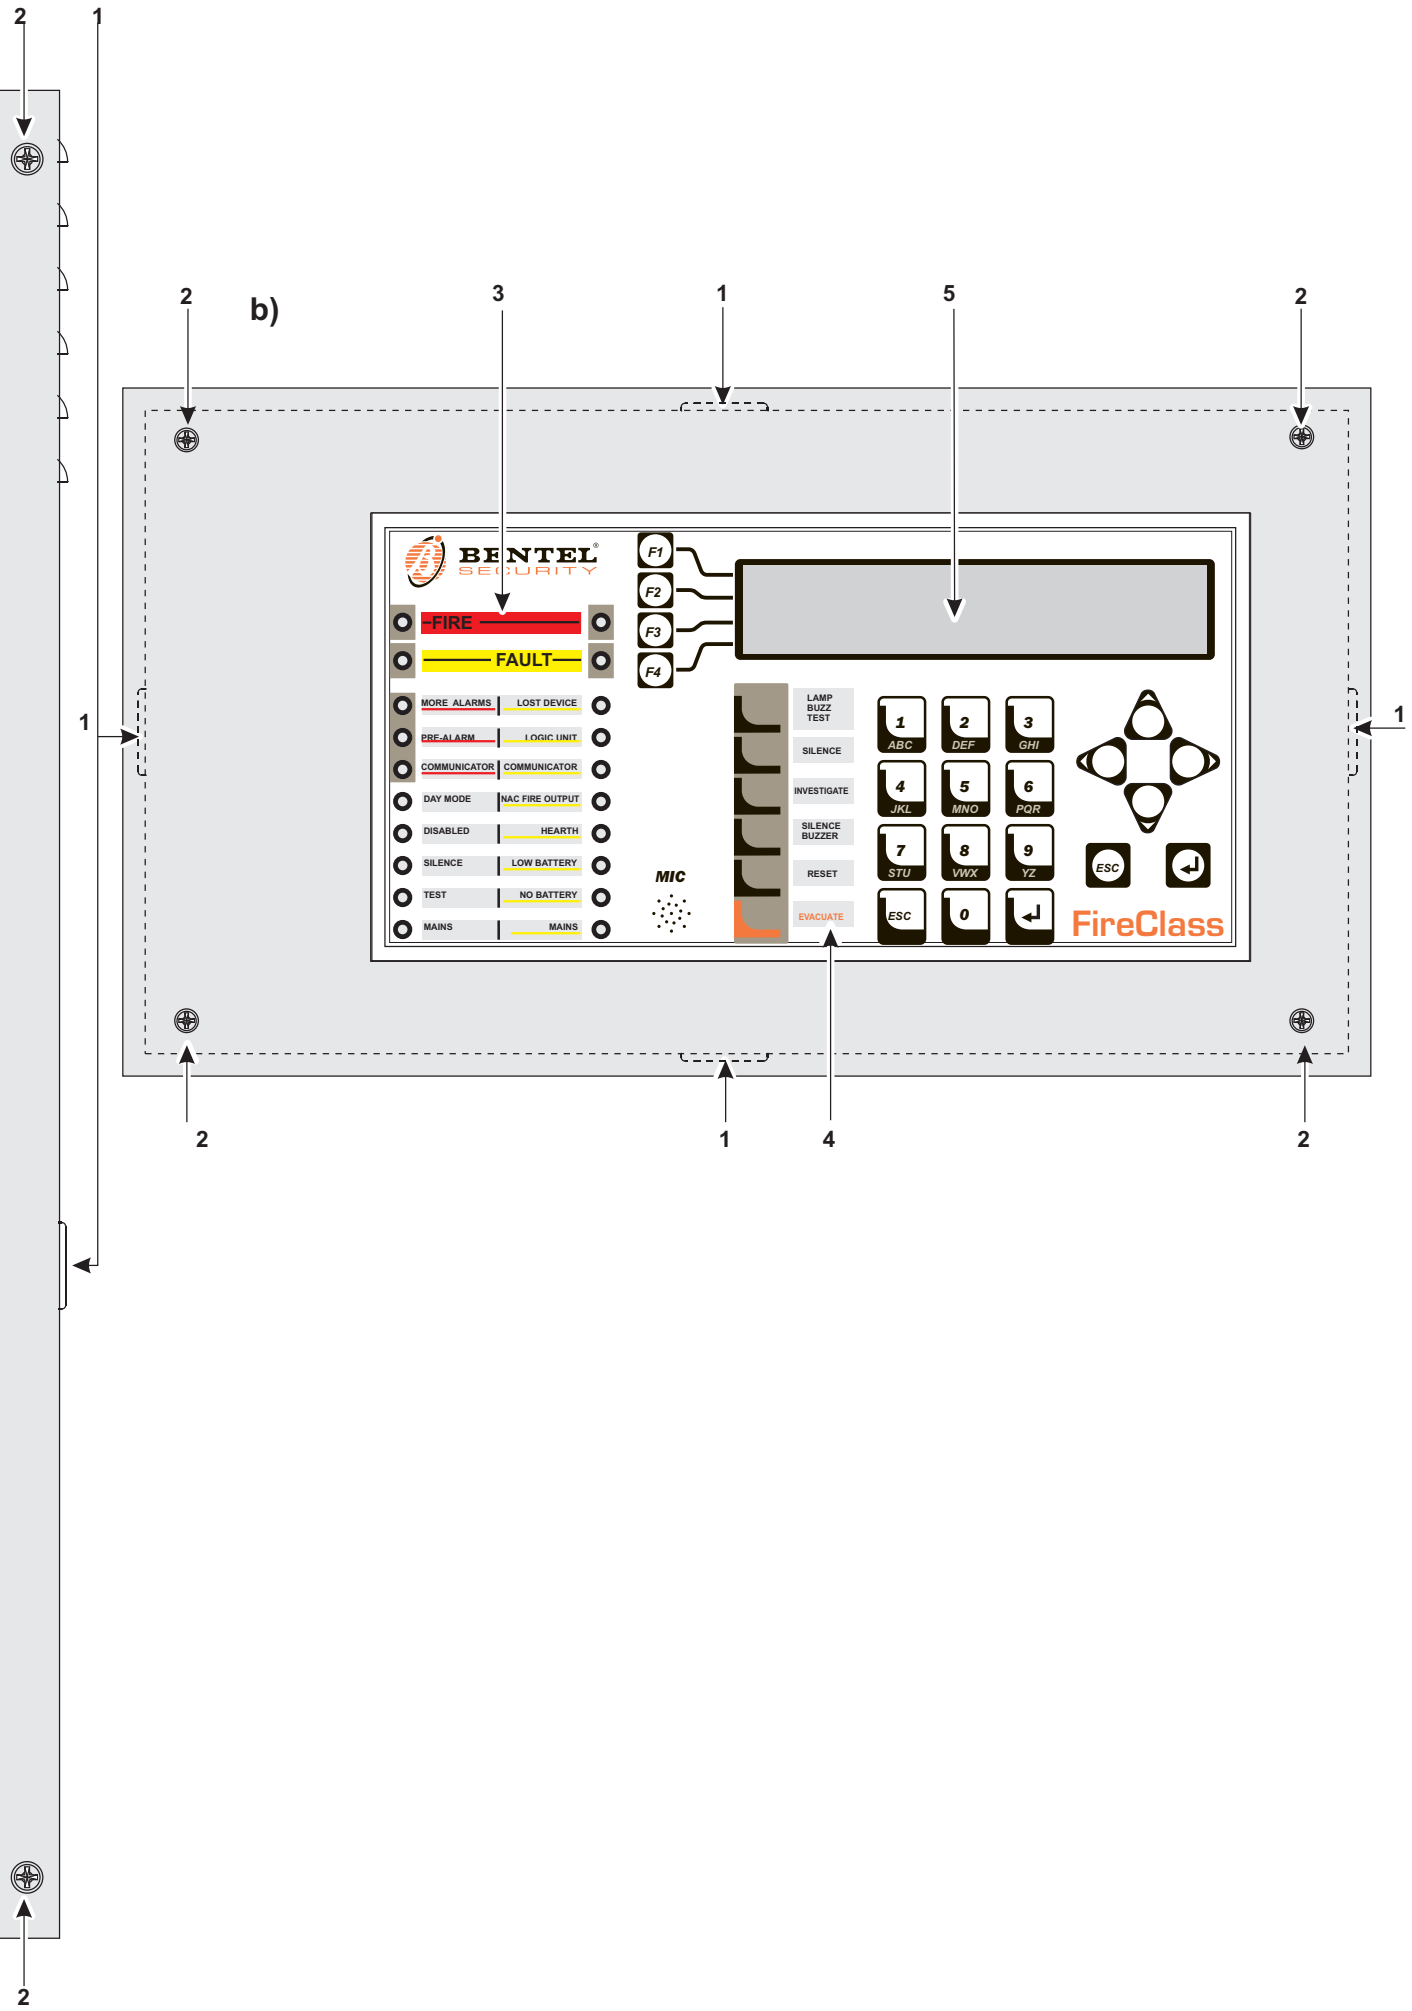 2 1
2 b) 3 1 5 2
BENTEL®
SECURITY
F1
F2
F3
F4
FIRE
FAULT
MORE ALARMS LOST DEVICE
PRE-ALARM LOGIC UNIT
COMMUNICATOR COMMUNICATOR
DAY MODE NAC FIRE OUTPUT
DISABLED HEARTH
SILENCE LOW BATTERY
TEST NO BATTERY
MAINS MAINS
MIC
LAMP
BUZZ
TEST
SILENCE
INVESTIGATE
SILENCE
BUZZER
RESET
EVACUATE
1 2 3
ABC DEF GHI
4 5 6
JKL MNO PQR
7 8 9
STU VWX YZ
ESC 0
ESC
FireClass
1 1
2 1 4 2
2